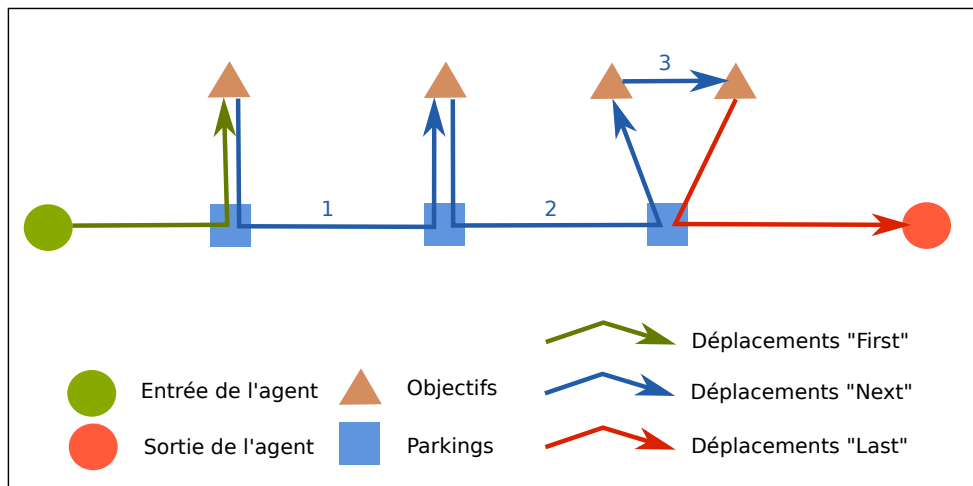 3
1
2
Déplacements "First"
Entrée de l'agent
Objectifs
Déplacements "Next"
Sortie de l'agent
Parkings
Déplacements "Last"